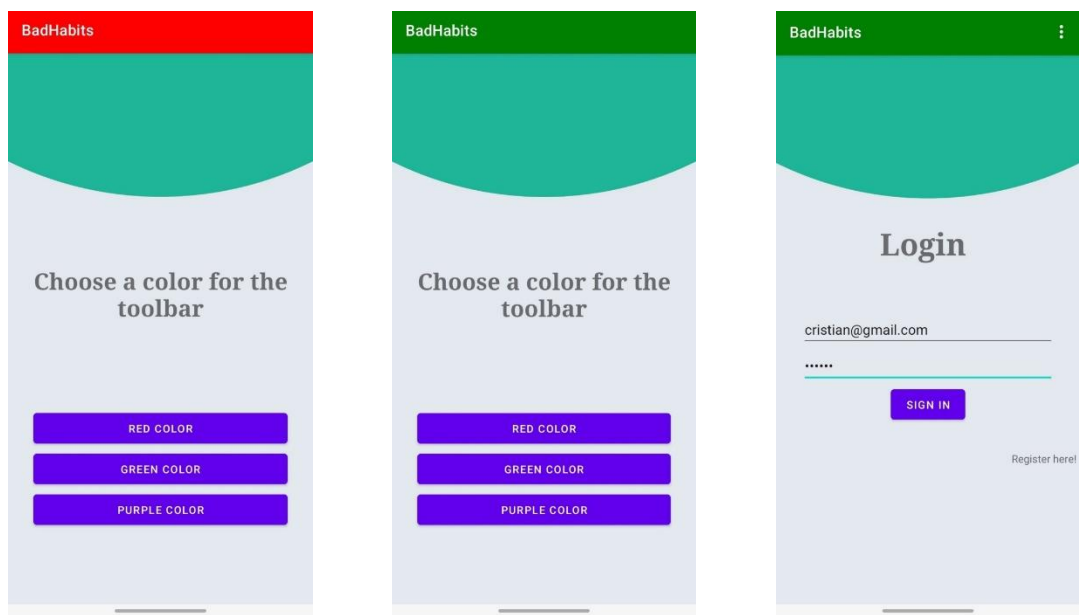 BadHabits
Choose a color for the
toolbar
RED COLOR
GREEN COLOR
PURPLE COLOR
BadHabits
Choose a color for the
toolbar
RED COLOR
GREEN COLOR
PURPLE COLOR
BadHabits
Login
cristian@gmail.com
••••••
SIGN IN
Register here!